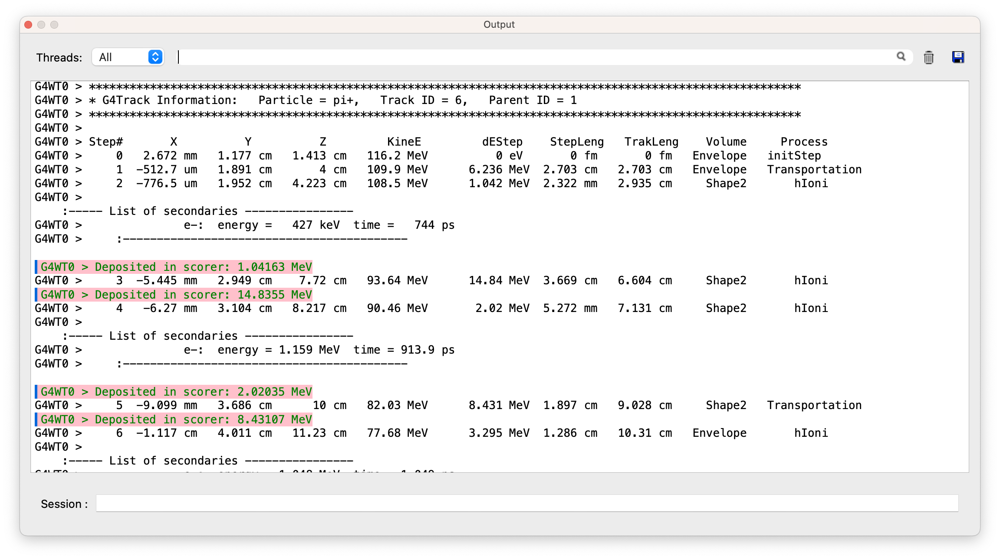 Output
Threads: All
G4WT0 > *********************************************************************************************************
G4WT0 > * G4Track Information:   Particle = pi+,   Track ID = 6,   Parent ID = 1
G4WT0 > *********************************************************************************************************
G4WT0 >
G4WT0 > Step#       X          Y          Z         KineE         dEStep    StepLeng   TrakLeng    Volume     Process
G4WT0 >     0   2.672 mm   1.177 cm   1.413 cm   116.2 MeV          0 eV      0 fm       0 fm   Envelope   initStep
G4WT0 >     1  -512.7 um   1.891 cm       4 cm   109.9 MeV      6.236 MeV  2.703 cm   2.703 cm   Envelope   Transportation
G4WT0 >     2  -776.5 um   1.952 cm   4.223 cm   108.5 MeV      1.042 MeV  2.322 mm   2.935 cm     Shape2       hIoni
G4WT0 >
:----- List of secondaries ----------------
G4WT0 >               e-:  energy =   427 keV  time =   744 ps
G4WT0 >     :------------------------------------------
G4WT0 > Deposited in scorer: 1.04163 MeV
G4WT0 >     3  -5.445 mm   2.949 cm    7.72 cm   93.64 MeV      14.84 MeV  3.669 cm   6.604 cm     Shape2       hIoni
G4WT0 > Deposited in scorer: 14.8355 MeV
G4WT0 >     4   -6.27 mm   3.104 cm   8.217 cm   90.46 MeV       2.02 MeV  5.272 mm   7.131 cm     Shape2       hIoni
G4WT0 >
:----- List of secondaries ----------------
G4WT0 >               e-:  energy = 1.159 MeV  time = 913.9 ps
G4WT0 >     :------------------------------------------
G4WT0 > Deposited in scorer: 2.02035 MeV
G4WT0 >     5  -9.099 mm   3.686 cm      10 cm   82.03 MeV      8.431 MeV  1.897 cm   9.028 cm     Shape2   Transportation
G4WT0 > Deposited in scorer: 8.43107 MeV
G4WT0 >     6  -1.117 cm   4.011 cm   11.23 cm   77.68 MeV      3.295 MeV  1.286 cm   10.31 cm   Envelope       hIoni
G4WT0 >
:----- List of secondaries ----------------
Session :